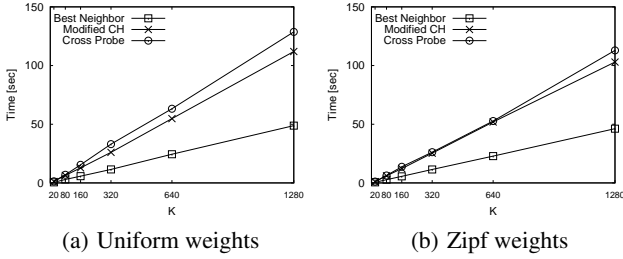 150
100
50
0
Time [sec]
Best Neighbor
Modified CH
Cross Probe
20 80 160 320 640 1280
K
(a) Uniform weights
150
100
50
0
Time [sec]
Best Neighbor
Modified CH
Cross Probe
20 80 160 320 640 1280
K
(b) Zipf weights